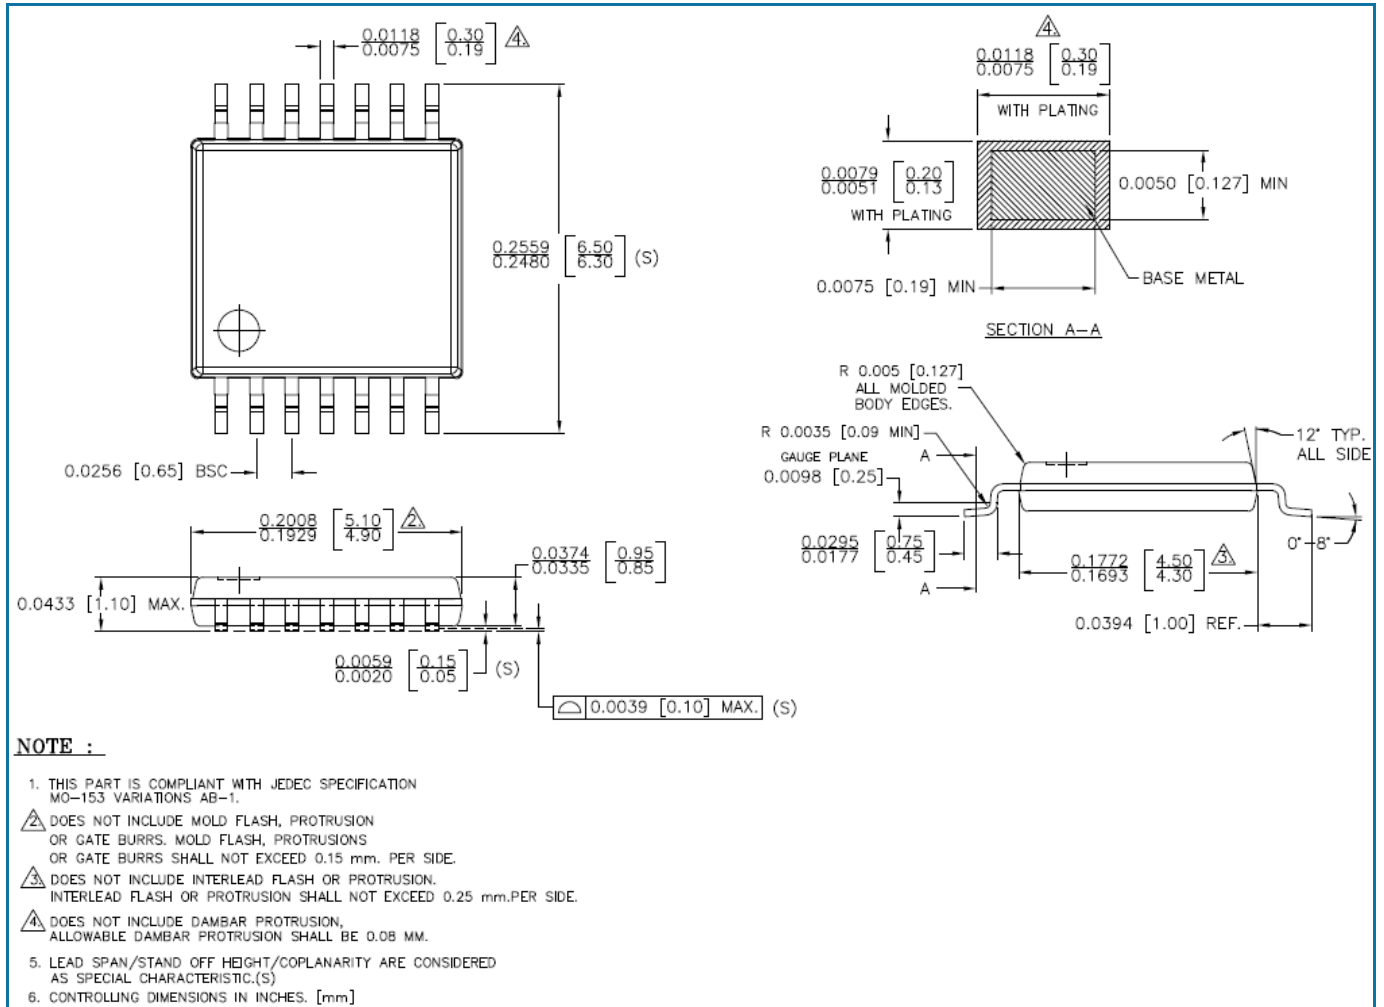 0.0118 [0.30] 4.
0.0075 [0.19]
0.2559 [6.50] (S)
0.2480 [6.30]
0.0256 [0.65] BSC
4.
0.0118 [0.30]
0.0075 [0.19]
WITH PLATING
0.0079 [0.20]
0.0051 [0.13]
WITH PLATING
0.0050 [0.127] MIN
0.0075 [0.19] MIN
BASE METAL
SECTION A-A
0.2008 [5.10] 2.
0.1929 [4.90]
0.0374 [0.95]
0.0335 [0.85]
0.0433 [1.10] MAX.
0.0059 [0.15] (S)
0.0020 [0.05]
0.0039 [0.10] MAX. (S)
R 0.005 [0.127]
ALL MOLDED
BODY EDGES.
R 0.0035 [0.09 MIN]
GAUGE PLANE
0.0098 [0.25]
A
12° TYP.
ALL SIDE
0.0295 [0.75]
0.0177 [0.45]
A
0°-8°
0.1772 [4.50] 3.
0.1693 [4.30]
0.0394 [1.00] REF.
NOTE :
1. THIS PART IS COMPLIANT WITH JEDEC SPECIFICATION
MO-153 VARIATIONS AB-1.
2. DOES NOT INCLUDE MOLD FLASH, PROTRUSION
OR GATE BURRS. MOLD FLASH, PROTRUSIONS
OR GATE BURRS SHALL NOT EXCEED 0.15 mm. PER SIDE.
3. DOES NOT INCLUDE INTERLEAD FLASH OR PROTRUSION.
INTERLEAD FLASH OR PROTRUSION SHALL NOT EXCEED 0.25 mm.PER SIDE.
4. DOES NOT INCLUDE DAMBAR PROTRUSION,
ALLOWABLE DAMBAR PROTRUSION SHALL BE 0.08 MM.
5. LEAD SPAN/STAND OFF HEIGHT/COPLANARITY ARE CONSIDERED
AS SPECIAL CHARACTERISTIC.(S)
6. CONTROLLING DIMENSIONS IN INCHES. [mm]